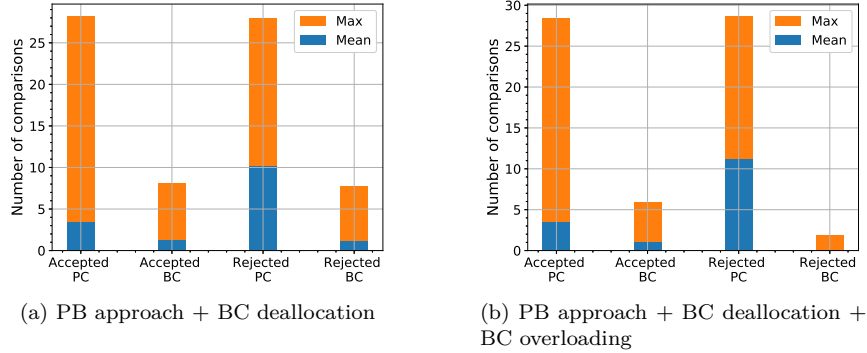 Max
Mean
Number of comparisons
25
20
15
10
5
0
Accepted PC
Accepted BC
Rejected PC
Rejected BC
(a) PB approach + BC deallocation
Max
Mean
Number of comparisons
30
25
20
15
10
5
0
Accepted PC
Accepted BC
Rejected PC
Rejected BC
(b) PB approach + BC deallocation +
BC overloading